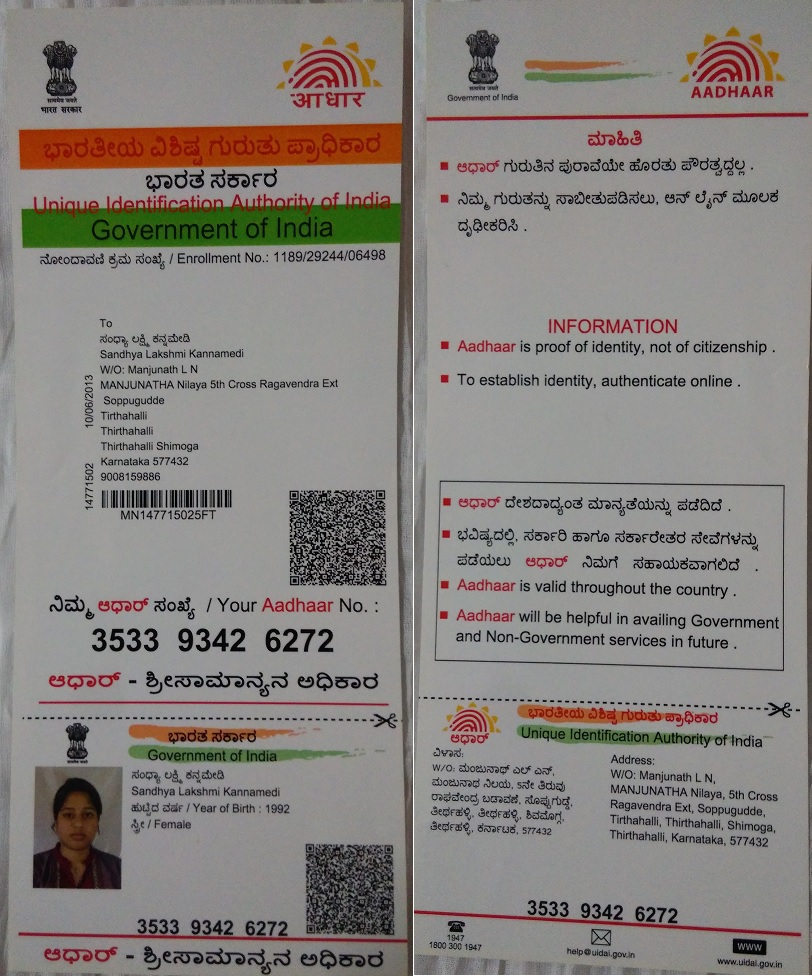 सत्यमेव जयते
भारत सरकार
आधार
ಭಾರತೀಯ ವಿಶಿಷ್ಟ ಗುರುತು ಪ್ರಾಧಿಕಾರ
ಭಾರತ ಸರ್ಕಾರ
Unique Identification Authority of India
Government of India
ನೋಂದಾವಣಿ ಕ್ರಮ ಸಂಖ್ಯೆ / Enrollment No.: 1189/29244/06498
To
ಸಂಧ್ಯಾ ಲಕ್ಷ್ಮಿ ಕನ್ನಮೇಡಿ
Sandhya Lakshmi Kannamedi
W/O: Manjunath L N
MANJUNATHA Nilaya 5th Cross Ragavendra Ext
Soppugudde
Tirthahalli
Thirthahalli
Thirthahalli Shimoga
Karnataka 577432
9008159886
10/06/2013
14771502
MN147715025FT
ನಿಮ್ಮ ಆಧಾರ್ ಸಂಖ್ಯೆ / Your Aadhaar No. :
3533 9342 6272
ಆಧಾರ್ - ಶ್ರೀಸಾಮಾನ್ಯನ ಅಧಿಕಾರ
ಭಾರತ ಸರ್ಕಾರ
Government of India
ಸಂಧ್ಯಾ ಲಕ್ಷ್ಮಿ ಕನ್ನಮೇಡಿ
Sandhya Lakshmi Kannamedi
ಹುಟ್ಟಿದ ವರ್ಷ / Year of Birth : 1992
ಸ್ತ್ರೀ / Female
3533 9342 6272
ಆಧಾರ್ - ಶ್ರೀಸಾಮಾನ್ಯನ ಅಧಿಕಾರ
सत्यमेव जयते
Government of India
AADHAAR
ಮಾಹಿತಿ
ಆಧಾರ್ ಗುರುತಿನ ಪುರಾವೆಯೇ ಹೊರತು ಪೌರತ್ವದ್ದಲ್ಲ .
ನಿಮ್ಮ ಗುರುತನ್ನು ಸಾಬೀತುಪಡಿಸಲು, ಆನ್ ಲೈನ್ ಮೂಲಕ
ದೃಢೀಕರಿಸಿ .
INFORMATION
Aadhaar is proof of identity, not of citizenship .
To establish identity, authenticate online .
ಆಧಾರ್ ದೇಶದಾದ್ಯಂತ ಮಾನ್ಯತೆಯನ್ನು ಪಡೆದಿದೆ .
ಭವಿಷ್ಯದಲ್ಲಿ, ಸರ್ಕಾರಿ ಹಾಗೂ ಸರ್ಕಾರೇತರ ಸೇವೆಗಳನ್ನು
ಪಡೆಯಲು ಆಧಾರ್ ನಿಮಗೆ ಸಹಾಯಕವಾಗಲಿದೆ .
Aadhaar is valid throughout the country .
Aadhaar will be helpful in availing Government
and Non-Government services in future .
ಆಧಾರ್
ಭಾರತೀಯ ವಿಶಿಷ್ಟ ಗುರುತು ಪ್ರಾಧಿಕಾರ
Unique Identification Authority of India
ವಿಳಾಸ:
W/O: ಮಂಜುನಾಥ್ ಎಲ್ ಎನ್,
ಮಂಜುನಾಥ ನಿಲಯ, 5ನೇ ತಿರುವು
ರಾಘವೇಂದ್ರ ಬಡಾವಣೆ, ಸೊಪ್ಪುಗುಡ್ಡೆ,
ತೀರ್ಥಹಳ್ಳಿ, ತೀರ್ಥಹಳ್ಳಿ, ಶಿವಮೊಗ್ಗ,
ತೀರ್ಥಹಳ್ಳಿ, ಕರ್ನಾಟಕ, 577432
Address:
W/O: Manjunath L N,
MANJUNATHA Nilaya, 5th Cross
Ragavendra Ext, Soppugudde,
Tirthahalli, Thirthahalli, Shimoga,
Thirthahalli, Karnataka, 577432
3533 9342 6272
1947
1800 300 1947
help@uidai.gov.in
WWW
www.uidai.gov.in